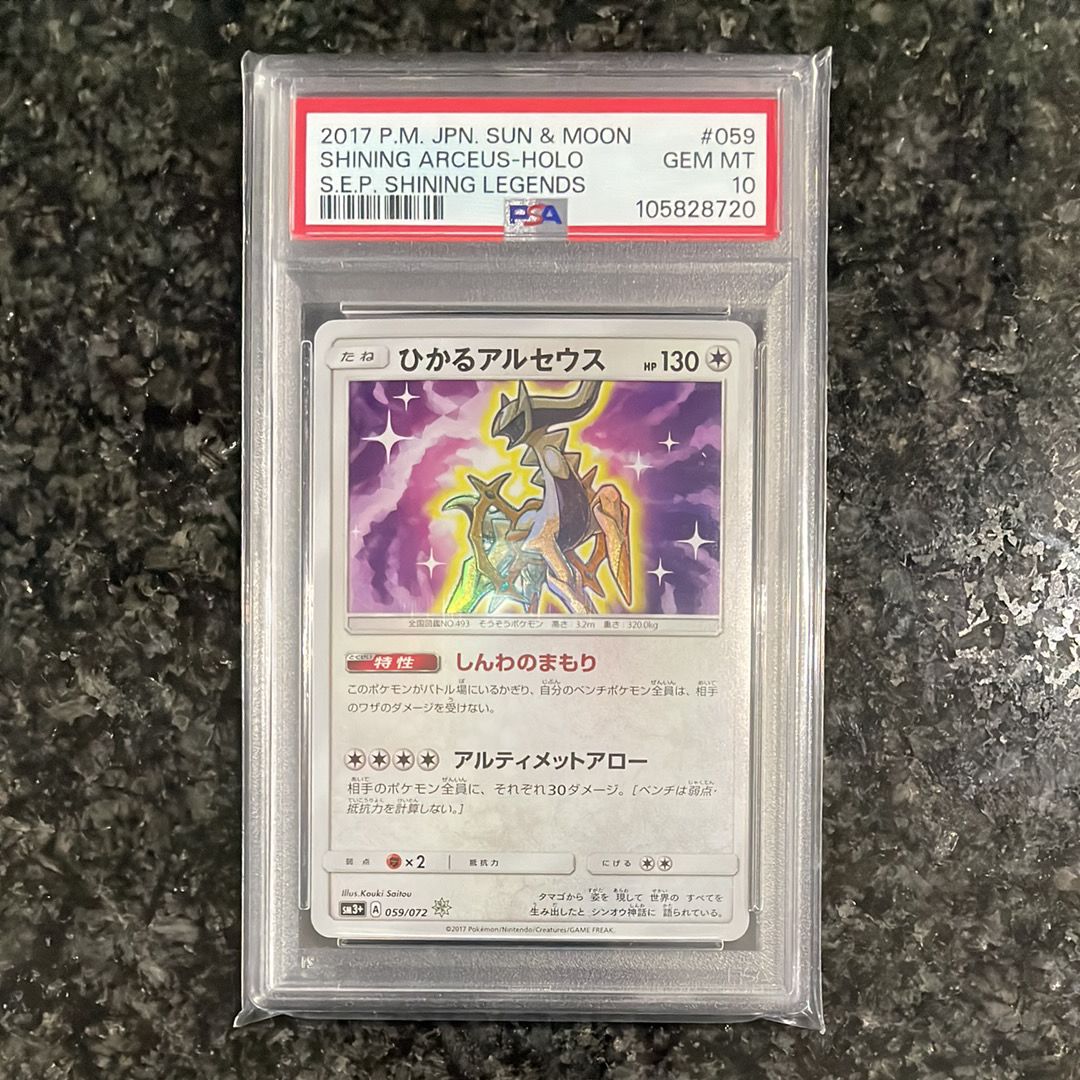 2017 P.M. JPN. SUN & MOON #059
SHINING ARCEUS-HOLO GEM MT
S.E.P. SHINING LEGENDS 10
PSA 105828720
たね ひかるアルセウス HP 130
全国図鑑NO.493 そうぞうポケモン 高さ:3.2m 重さ:320.0kg
特性 しんわのまもり
このポケモンがバトル場にいるかぎり、自分のベンチポケモン全員は、相手
のワザのダメージを受けない。
アルティメットアロー
相手のポケモン全員に、それぞれ30ダメージ。[ベンチは弱点・
抵抗力を計算しない。]
弱点 ×2 抵抗力 にげる
Illus.Kouki Saitou
タマゴから 姿を 現して 世界の すべてを
生み出したと シンオウ神話に 語られている。
SM3+ A 059/072
©2017 Pokémon/Nintendo/Creatures/GAME FREAK.